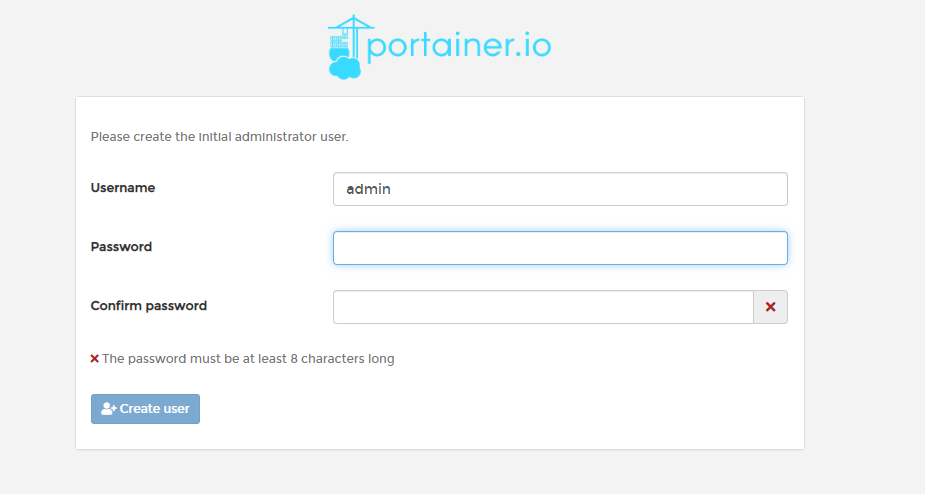 portainer.io
Please create the initial administrator user.
Username
admin
Password
Confirm password
The password must be at least 8 characters long
Create user